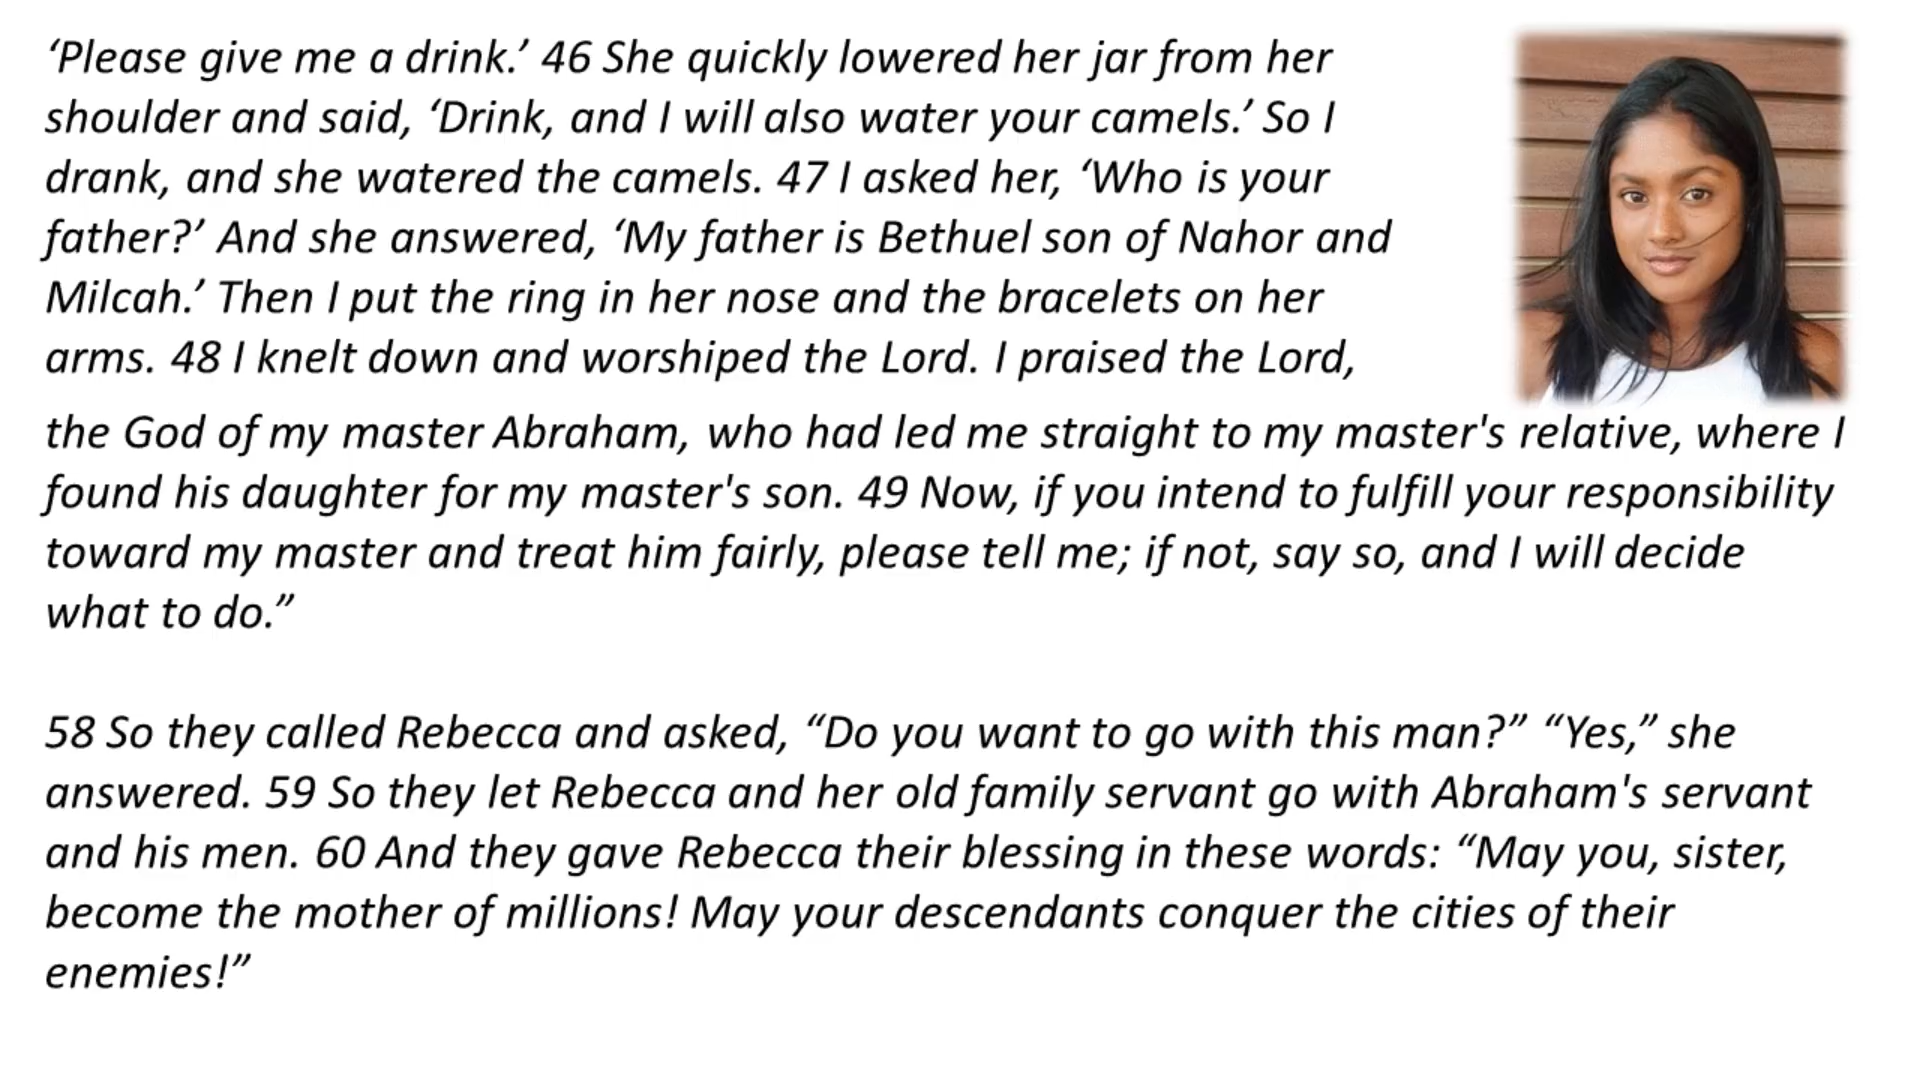 ‘Please give me a drink.’ 46 She quickly lowered her jar from her
shoulder and said, ‘Drink, and I will also water your camels.’ So I
drank, and she watered the camels. 47 I asked her, ‘Who is your
father?’ And she answered, ‘My father is Bethuel son of Nahor and
Milcah.’ Then I put the ring in her nose and the bracelets on her
arms. 48 I knelt down and worshiped the Lord. I praised the Lord,
the God of my master Abraham, who had led me straight to my master's relative, where I
found his daughter for my master's son. 49 Now, if you intend to fulfill your responsibility
toward my master and treat him fairly, please tell me; if not, say so, and I will decide
what to do.”
58 So they called Rebecca and asked, “Do you want to go with this man?” “Yes,” she
answered. 59 So they let Rebecca and her old family servant go with Abraham's servant
and his men. 60 And they gave Rebecca their blessing in these words: “May you, sister,
become the mother of millions! May your descendants conquer the cities of their
enemies!”